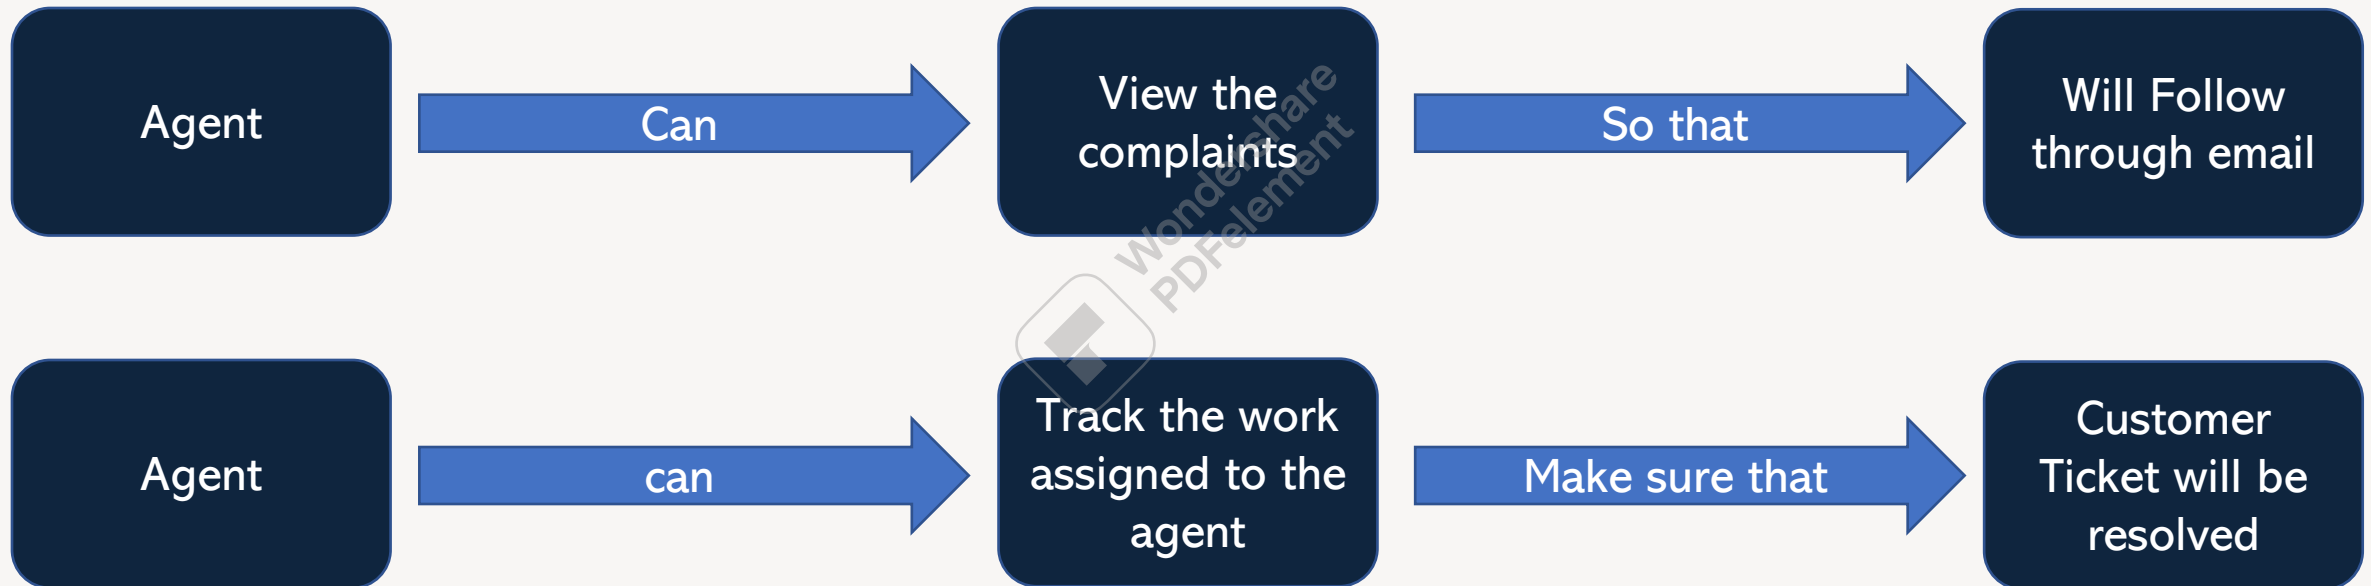 Agent
Can
View the
complaints
So that
Will Follow
through email
Wondershare
PDFelement
Agent
can
Track the work
assigned to the
agent
Make sure that
Customer
Ticket will be
resolved